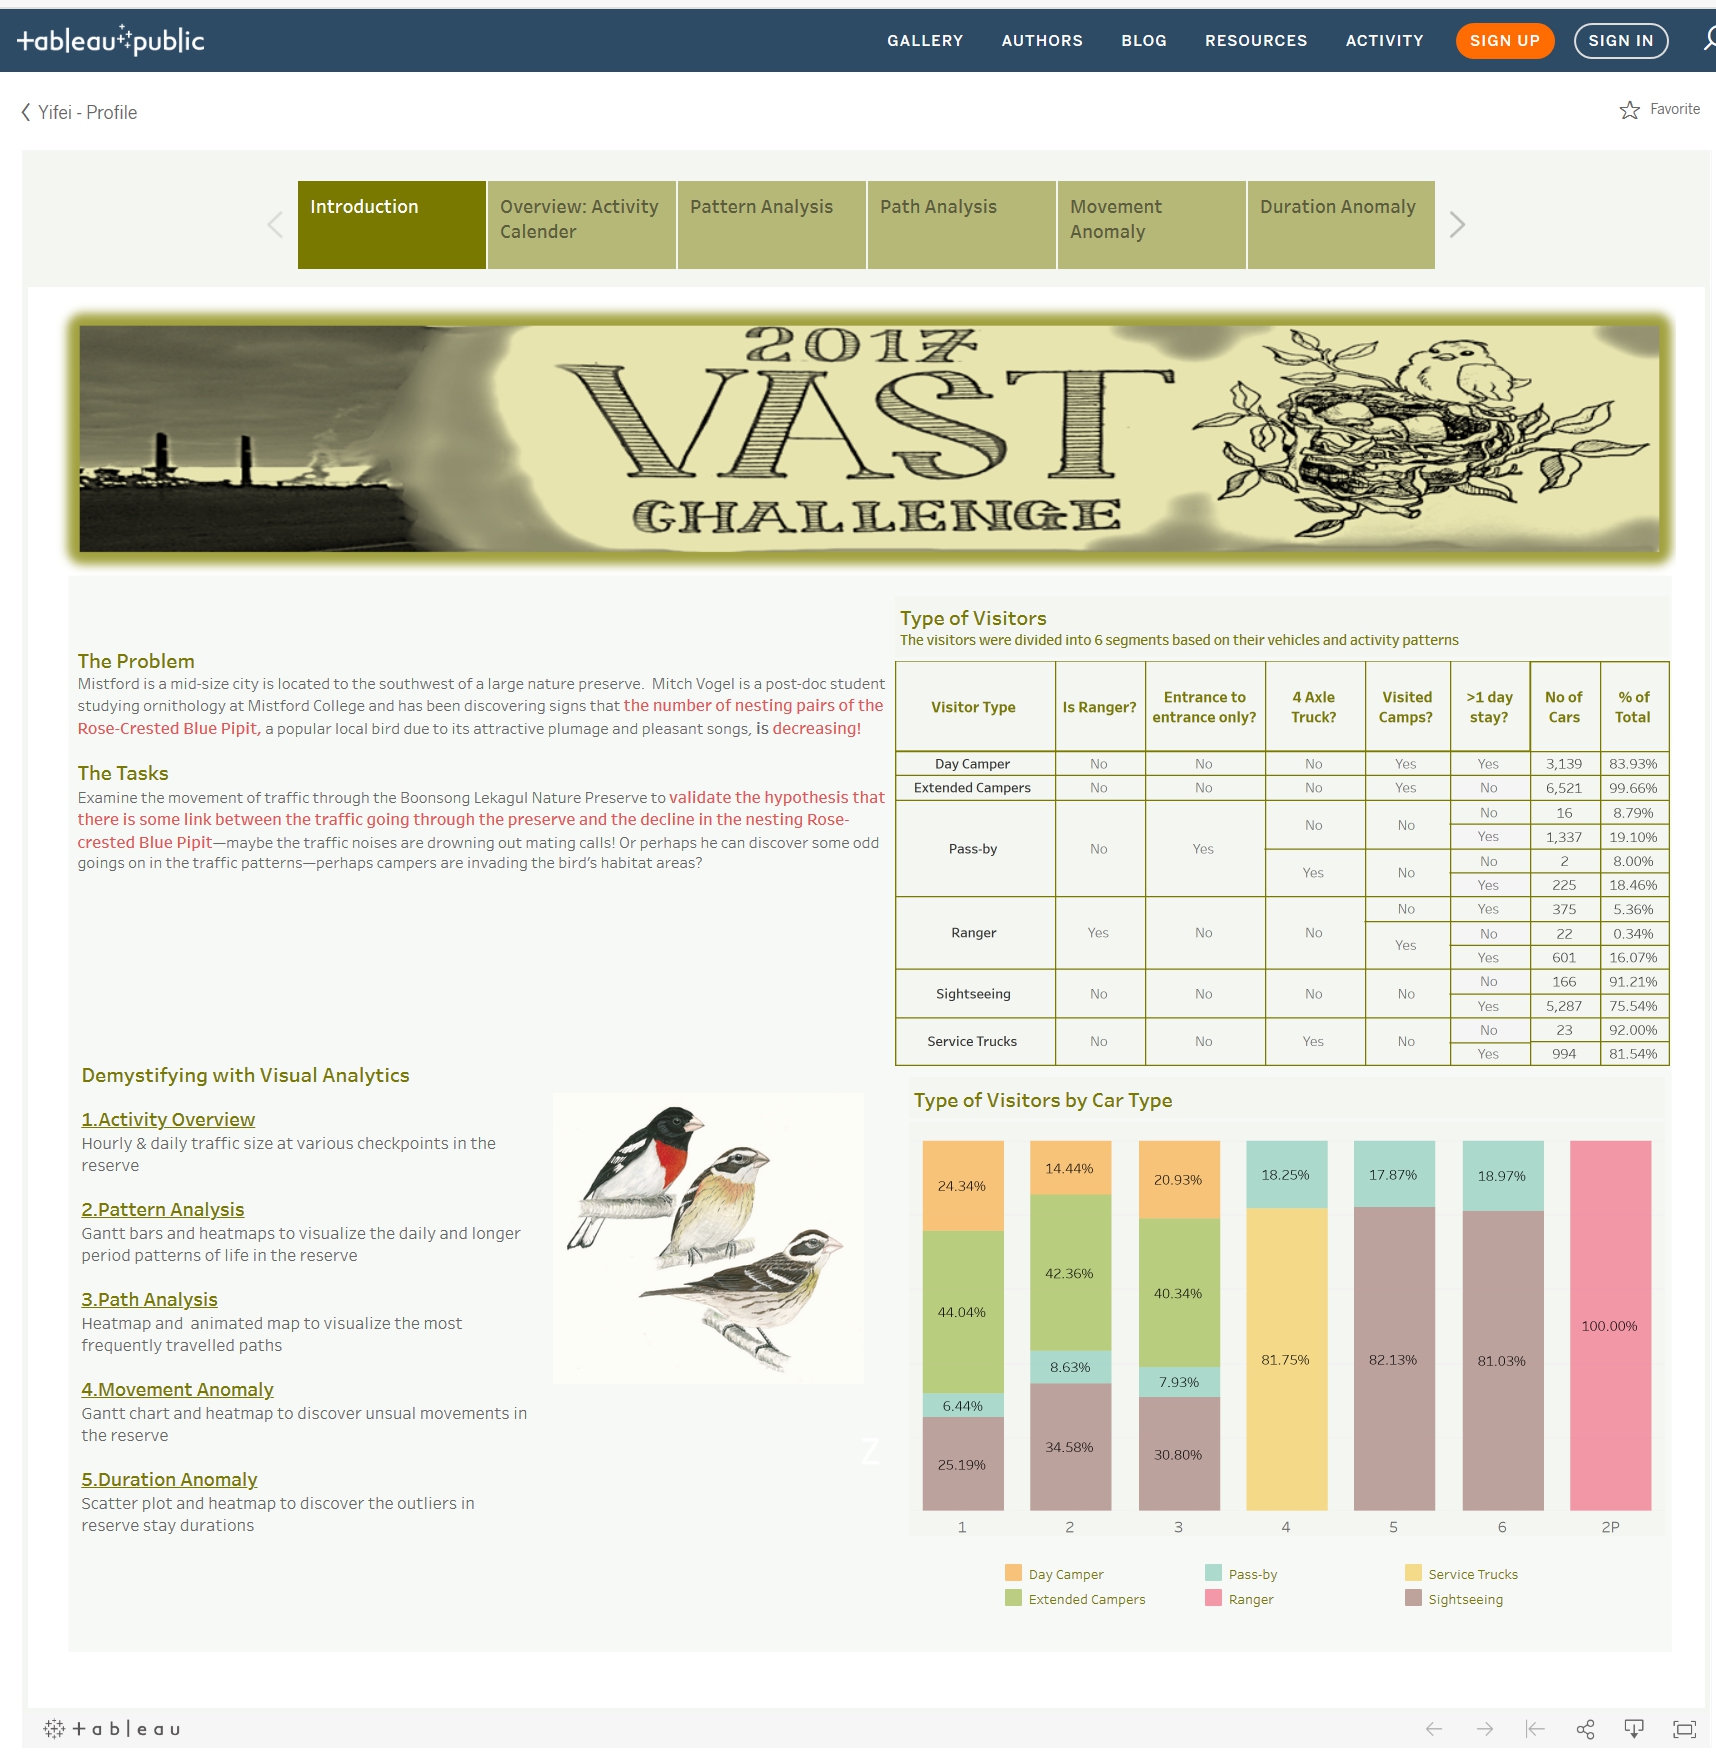 tableau public
GALLERY AUTHORS BLOG RESOURCES ACTIVITY SIGN UP SIGN IN
Yifei - Profile
Favorite
Introduction
Overview: Activity
Calender
Pattern Analysis
Path Analysis
Movement
Anomaly
Duration Anomaly
2017
VAST
CHALLENGE
The Problem
Mistford is a mid-size city is located to the southwest of a large nature preserve. Mitch Vogel is a post-doc student
studying ornithology at Mistford College and has been discovering signs that the number of nesting pairs of the
Rose-Crested Blue Pipit, a popular local bird due to its attractive plumage and pleasant songs, is decreasing!
The Tasks
Examine the movement of traffic through the Boonsong Lekagul Nature Preserve to validate the hypothesis that
there is some link between the traffic going through the preserve and the decline in the nesting Rose-
crested Blue Pipit—maybe the traffic noises are drowning out mating calls! Or perhaps he can discover some odd
goings on in the traffic patterns—perhaps campers are invading the bird's habitat areas?
Type of Visitors
The visitors were divided into 6 segments based on their vehicles and activity patterns
Visitor Type Is Ranger? Entrance to entrance only? 4 Axle Truck? Visited Camps? >1 day stay? No of Cars % of Total
Day Camper No No No Yes Yes 3,139 83.93%
Extended Campers No No No Yes No 6,521 99.66%
Pass-by No Yes No No No 16 8.79%
Yes 1,337 19.10%
Yes No No 2 8.00%
Yes 225 18.46%
Ranger Yes No No No Yes 375 5.36%
Yes No 22 0.34%
Yes 601 16.07%
Sightseeing No No No No No 166 91.21%
Yes 5,287 75.54%
Service Trucks No No Yes No No 23 92.00%
Yes 994 81.54%
Demystifying with Visual Analytics
1.Activity Overview
Hourly & daily traffic size at various checkpoints in the
reserve
2.Pattern Analysis
Gantt bars and heatmaps to visualize the daily and longer
period patterns of life in the reserve
3.Path Analysis
Heatmap and animated map to visualize the most
frequently travelled paths
4.Movement Anomaly
Gantt chart and heatmap to discover unsual movements in
the reserve
5.Duration Anomaly
Scatter plot and heatmap to discover the outliers in
reserve stay durations
Z
Type of Visitors by Car Type
24.34% 14.44% 20.93% 18.25% 17.87% 18.97%
44.04% 42.36% 40.34% 100.00%
6.44% 8.63% 7.93% 81.75% 82.13% 81.03%
25.19% 34.58% 30.80%
1 2 3 4 5 6 2P
Day Camper Pass-by Service Trucks
Extended Campers Ranger Sightseeing
tableau